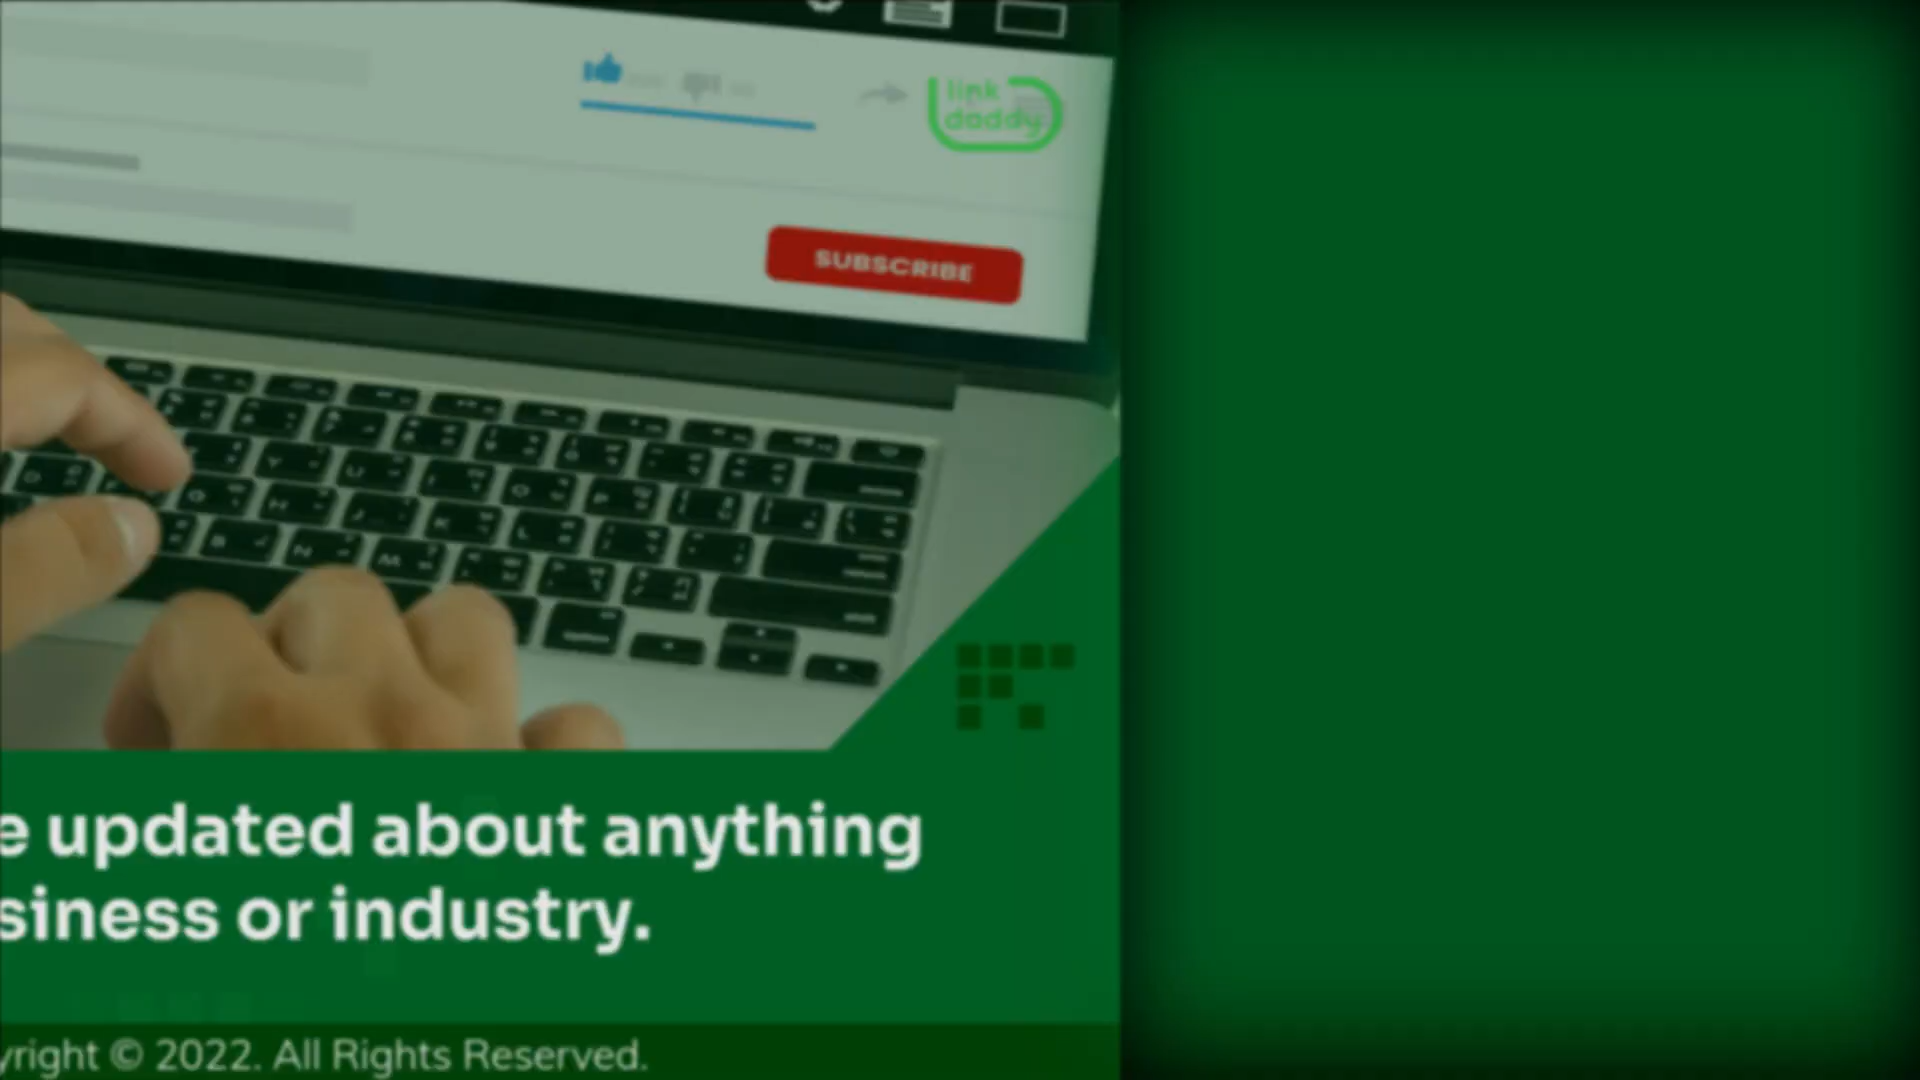 link
daddy
SUBSCRIBE
e updated about anything
siness or industry.
yright © 2022. All Rights Reserved.